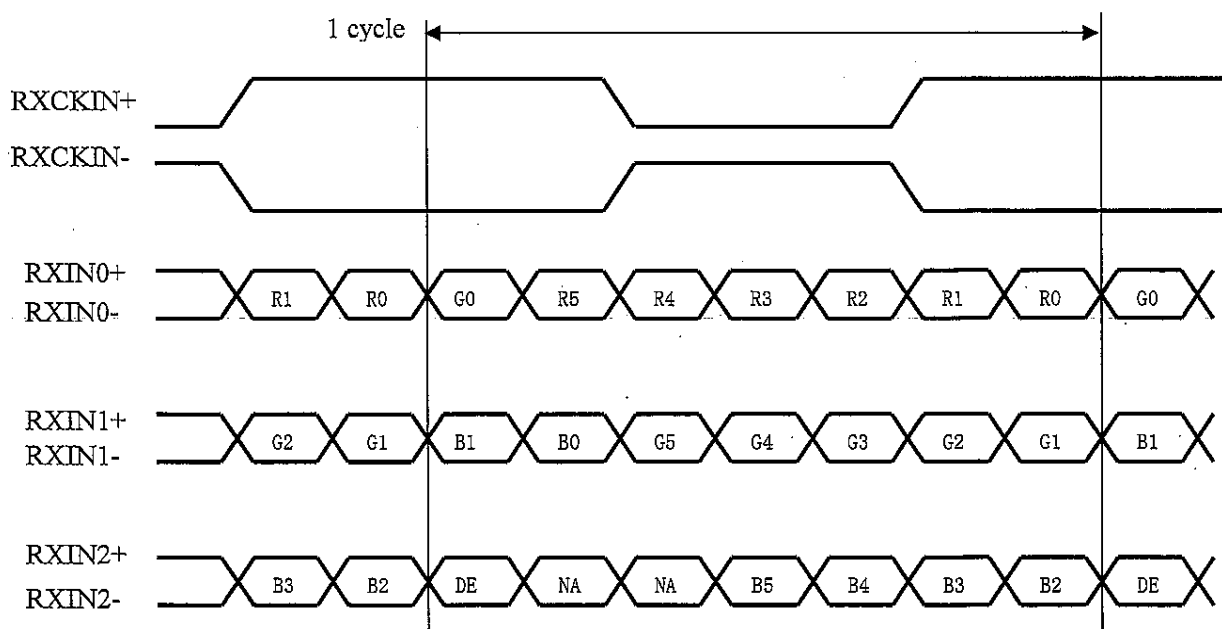 1 cycle
RXCKIN+
RXCKIN-
RXIN0+
RXIN0-
R1 R0 G0 R5 R4 R3 R2 R1 R0 G0
RXIN1+
RXIN1-
G2 G1 B1 B0 G5 G4 G3 G2 G1 B1
RXIN2+
RXIN2-
B3 B2 DE NA NA B5 B4 B3 B2 DE